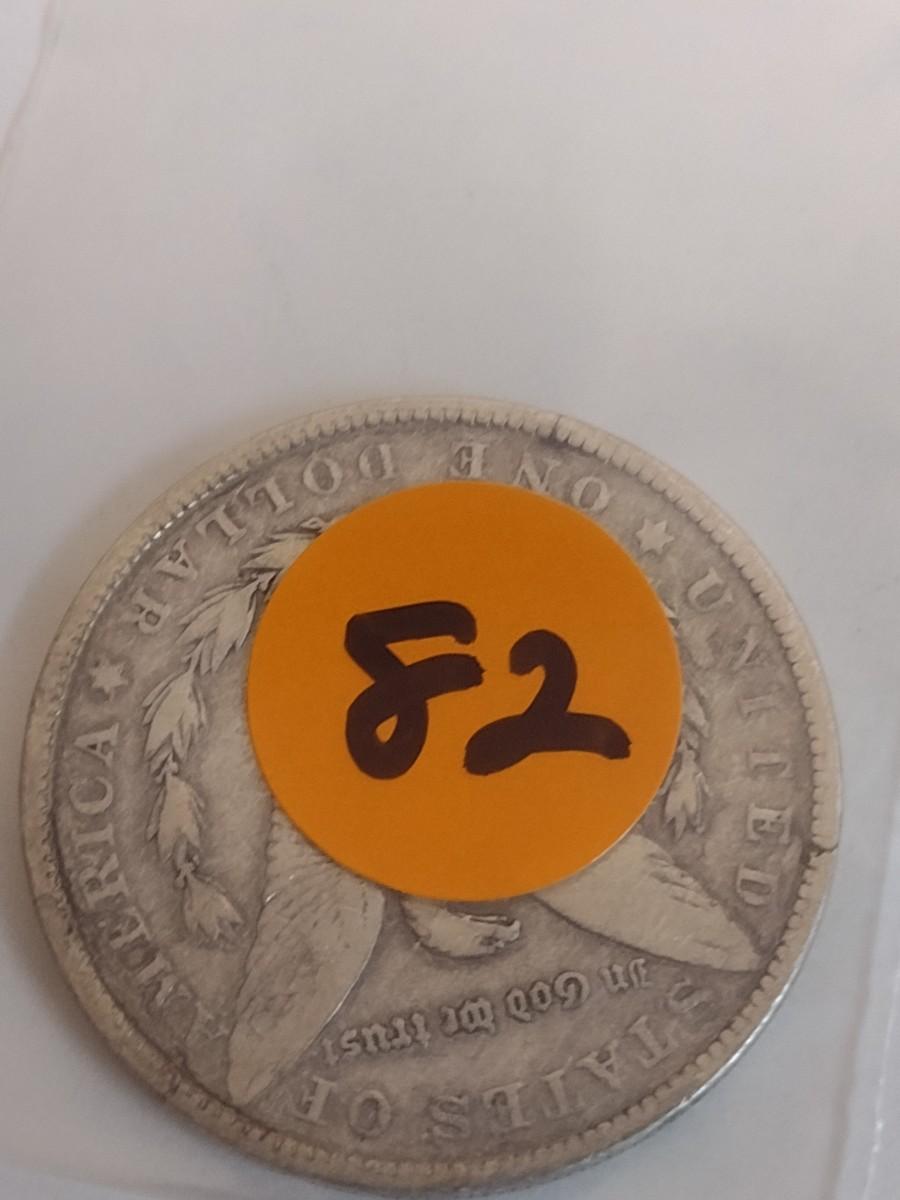 82
UNITED STATES OF AMERICA
In God we trust
ONE DOLLAR